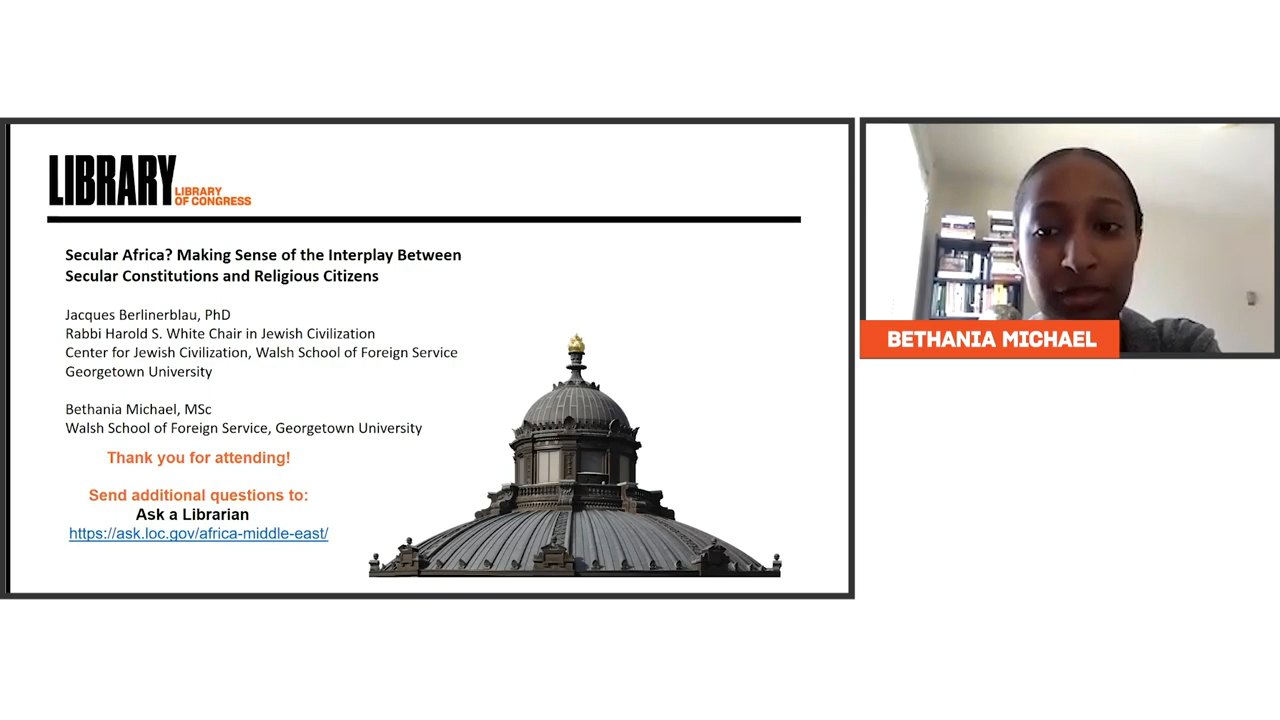 LIBRARY
LIBRARY
OF CONGRESS
Secular Africa? Making Sense of the Interplay Between
Secular Constitutions and Religious Citizens
Jacques Berlinerblau, PhD
Rabbi Harold S. White Chair in Jewish Civilization
Center for Jewish Civilization, Walsh School of Foreign Service
Georgetown University
Bethania Michael, MSc
Walsh School of Foreign Service, Georgetown University
Thank you for attending!
Send additional questions to:
Ask a Librarian
https://ask.loc.gov/africa-middle-east/
BETHANIA MICHAEL